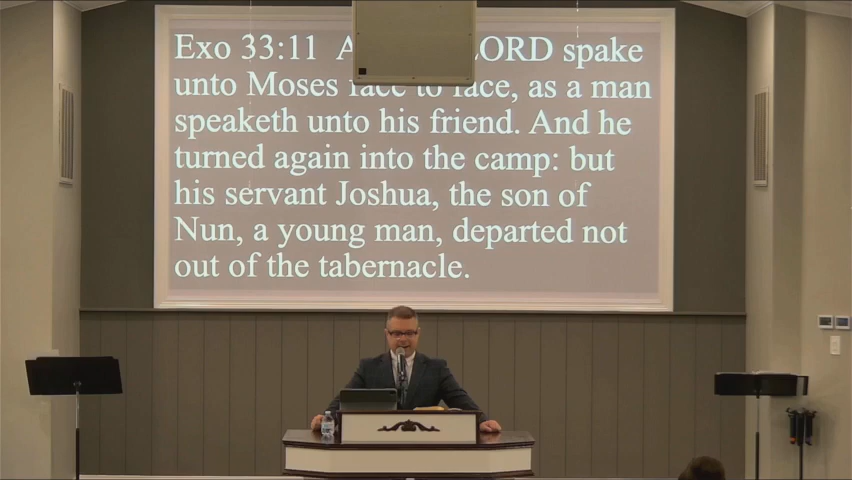 Exo 33:11 A LORD spake
unto Moses face to face, as a man
speaketh unto his friend. And he
turned again into the camp: but
his servant Joshua, the son of
Nun, a young man, departed not
out of the tabernacle.